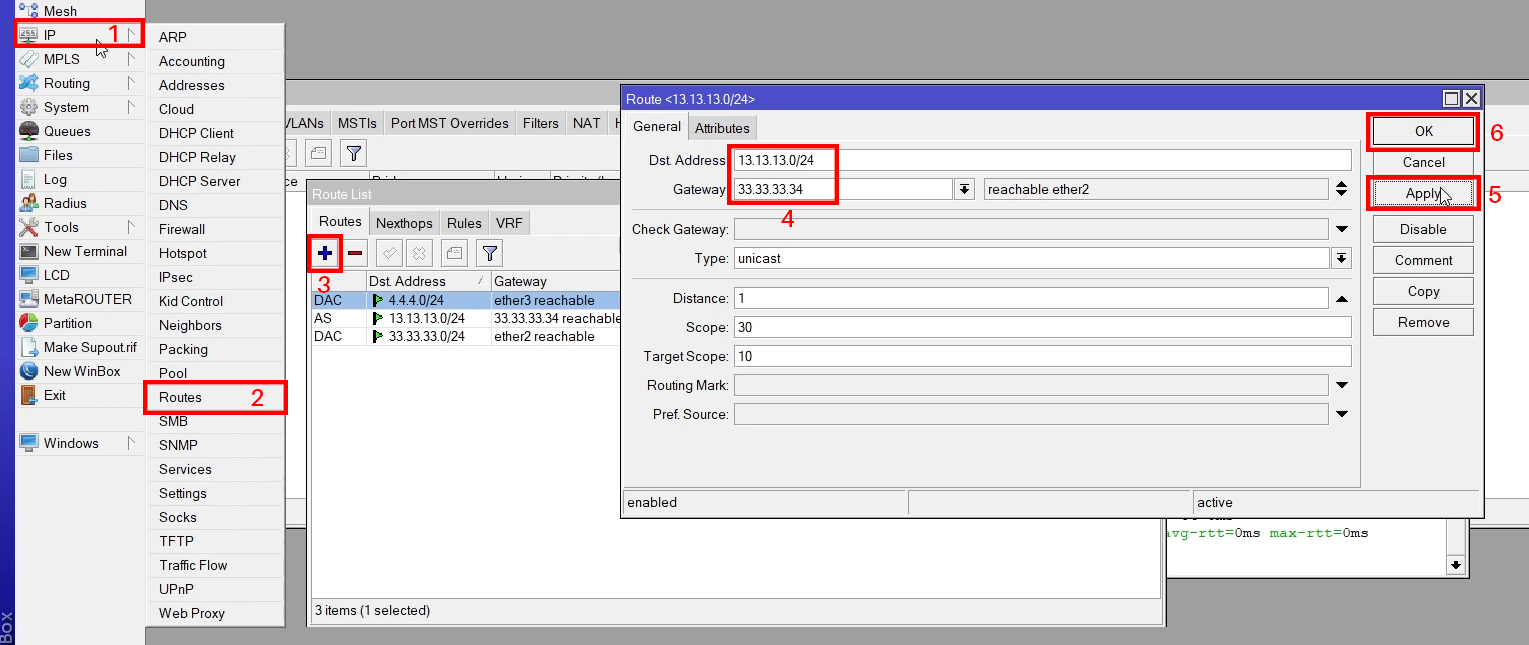 Mesh
IP
1
MPLS
Routing
System
Queues
Files
Log
Radius
Tools
New Terminal
LCD
MetaROUTER
Partition
Make Supout.rif
New WinBox
Exit
Windows
Box
ARP
Accounting
Addresses
Cloud
DHCP Client
DHCP Relay
DHCP Server
DNS
Firewall
Hotspot
IPsec
Kid Control
Neighbors
Packing
Pool
Routes 2
SMB
SNMP
Services
Settings
Socks
TFTP
Traffic Flow
UPnP
Web Proxy
VLANs MSTIs Port MST Overrides Filters NAT
Route List
Routes Nexthops Rules VRF
3
Dst. Address Gateway
DAC 4.4.4.0/24 ether3 reachable
AS 13.13.13.0/24 33.33.33.34 reachable
DAC 33.33.33.0/24 ether2 reachable
3 items (1 selected)
Route <13.13.13.0/24>
General Attributes
Dst. Address: 13.13.13.0/24
Gateway: 33.33.33.34 reachable ether2
4
Check Gateway:
Type: unicast
Distance: 1
Scope: 30
Target Scope: 10
Routing Mark:
Pref. Source:
enabled active
OK 6
Cancel
Apply 5
Disable
Comment
Copy
Remove
avg-rtt=0ms max-rtt=0ms